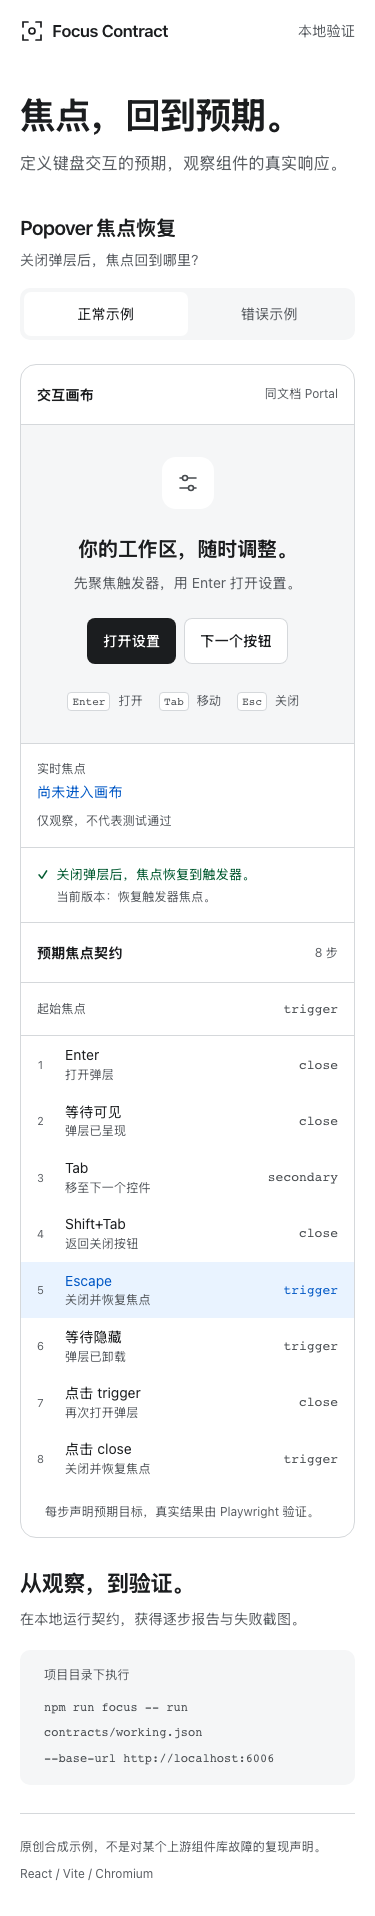 Focus Contract
本地验证
焦点，回到预期。
定义键盘交互的预期，观察组件的真实响应。
Popover 焦点恢复
关闭弹层后，焦点回到哪里？
正常示例
错误示例
交互画布
同文档 Portal
你的工作区，随时调整。
先聚焦触发器，用 Enter 打开设置。
打开设置
下一个按钮
Enter 打开 Tab 移动 Esc 关闭
实时焦点
尚未进入画布
仅观察，不代表测试通过
关闭弹层后，焦点恢复到触发器。
当前版本：恢复触发器焦点。
预期焦点契约
8 步
起始焦点
trigger
1 Enter close
打开弹层
2 等待可见 close
弹层已呈现
3 Tab secondary
移至下一个控件
4 Shift+Tab close
返回关闭按钮
5 Escape trigger
关闭并恢复焦点
6 等待隐藏 trigger
弹层已卸载
7 点击 trigger close
再次打开弹层
8 点击 close trigger
关闭并恢复焦点
每步声明预期目标，真实结果由 Playwright 验证。
从观察，到验证。
在本地运行契约，获得逐步报告与失败截图。
项目目录下执行
npm run focus -- run
contracts/working.json
--base-url http://localhost:6006
原创合成示例，不是对某个上游组件库故障的复现声明。
React / Vite / Chromium